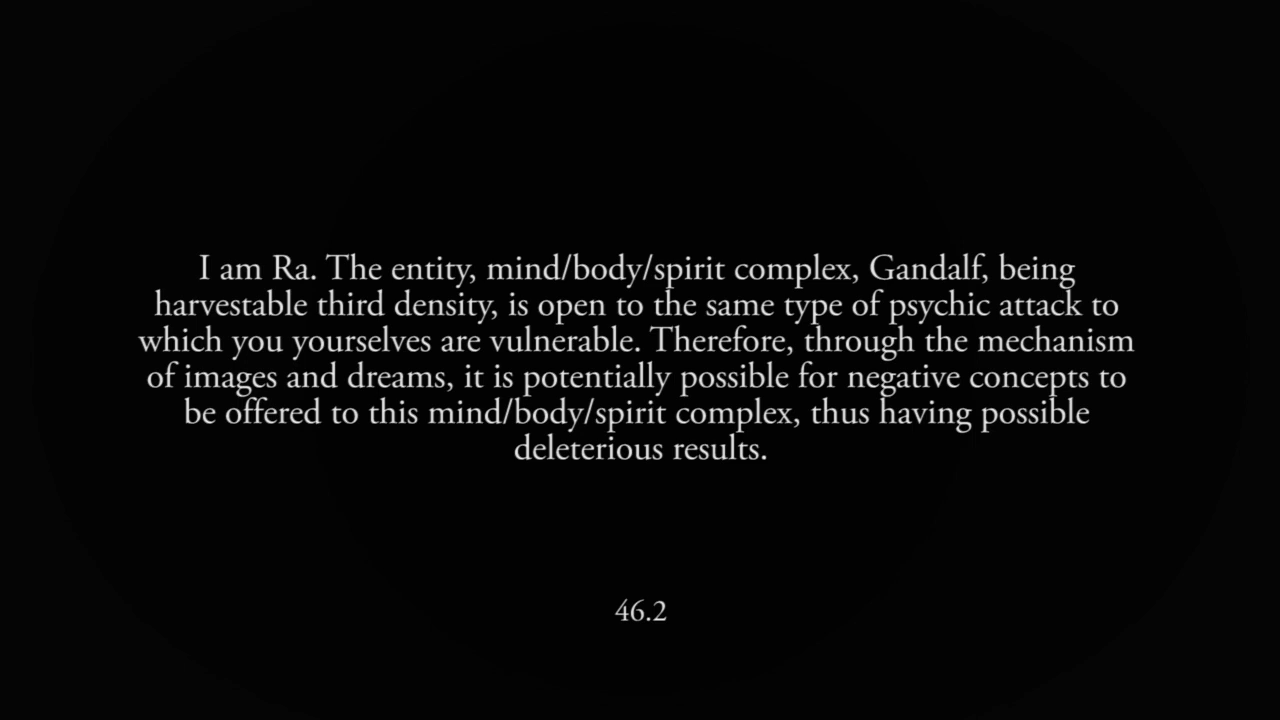 I am Ra. The entity, mind/body/spirit complex, Gandalf, being
harvestable third density, is open to the same type of psychic attack to
which you yourselves are vulnerable. Therefore, through the mechanism
of images and dreams, it is potentially possible for negative concepts to
be offered to this mind/body/spirit complex, thus having possible
deleterious results.
46.2